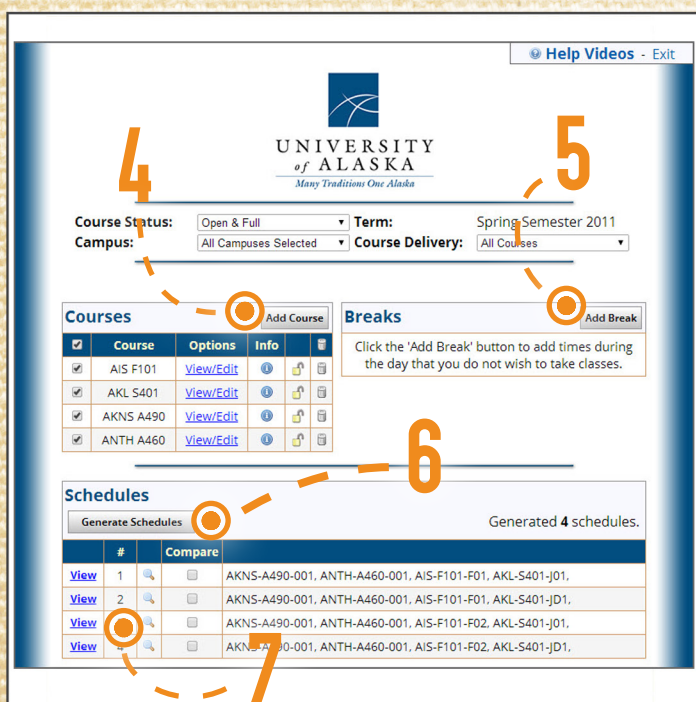 Help Videos - Exit
UNIVERSITY
of ALASKA
Many Traditions One Alaska
4
5
Course Status: Open & Full Term: Spring Semester 2011
Campus: All Campuses Selected Course Delivery: All Courses
Courses Add Course
Course Options Info
AIS F101 View/Edit
AKL S401 View/Edit
AKNS A490 View/Edit
ANTH A460 View/Edit
Breaks Add Break
Click the 'Add Break' button to add times during
the day that you do not wish to take classes.
6
Schedules
Generate Schedules Generated 4 schedules.
# Compare
View 1 AKNS-A490-001, ANTH-A460-001, AIS-F101-F01, AKL-S401-J01,
View 2 AKNS-A490-001, ANTH-A460-001, AIS-F101-F01, AKL-S401-JD1,
View AKNS-A490-001, ANTH-A460-001, AIS-F101-F02, AKL-S401-J01,
View 4 ANTH-A460-001, AIS-F101-F02, AKL-S401-JD1,
7